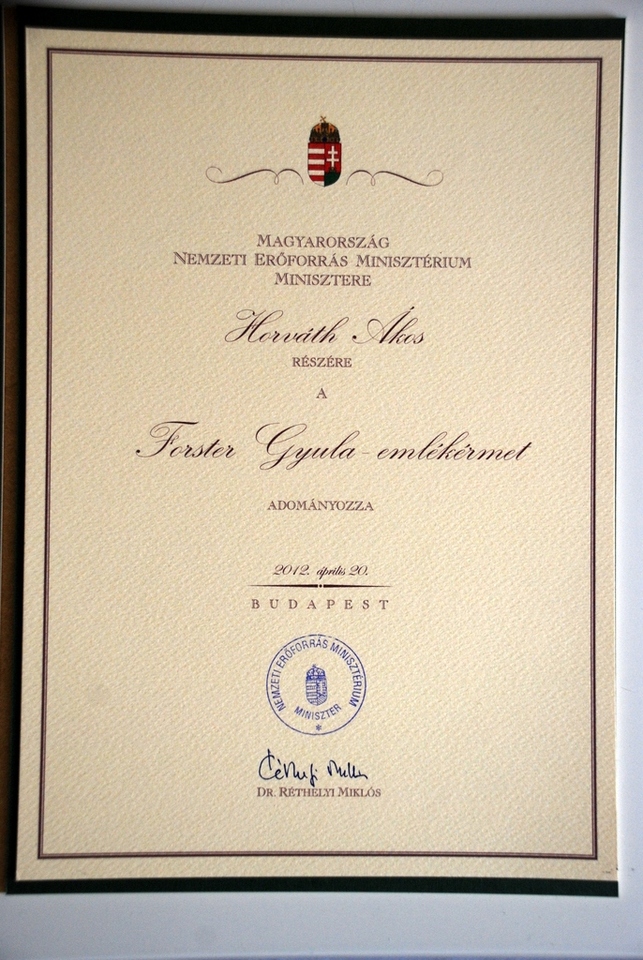 MAGYARORSZÁG
NEMZETI ERŐFORRÁS MINISZTÉRIUM
MINISZTERE
Horváth Ákos
RÉSZÉRE
A
Forster Gyula-emlékérmet
ADOMÁNYOZZA
2012. április 20.
BUDAPEST
NEMZETI ERŐFORRÁS MINISZTÉRIUM
MINISZTER
*
DR. RÉTHELYI MIKLÓS